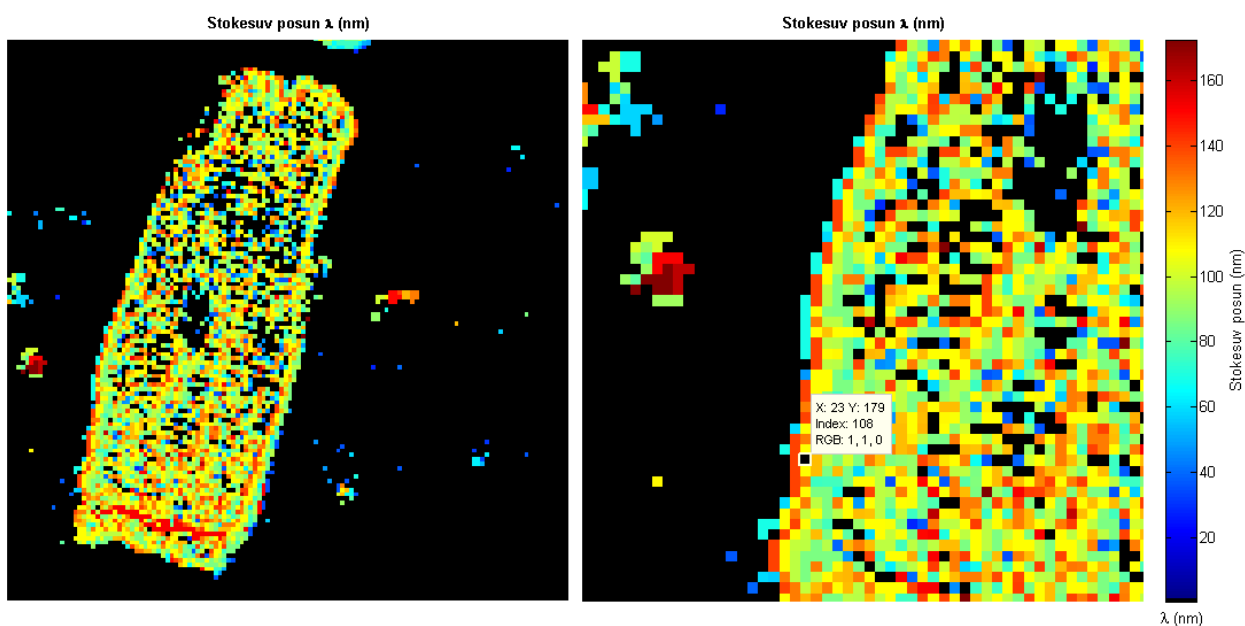 Stokesuv posun λ (nm)
Stokesuv posun λ (nm)
X: 23 Y: 179
Index: 108
RGB: 1, 1, 0
160
140
120
100
80
60
40
20
Stokesuv posun (nm)
λ (nm)